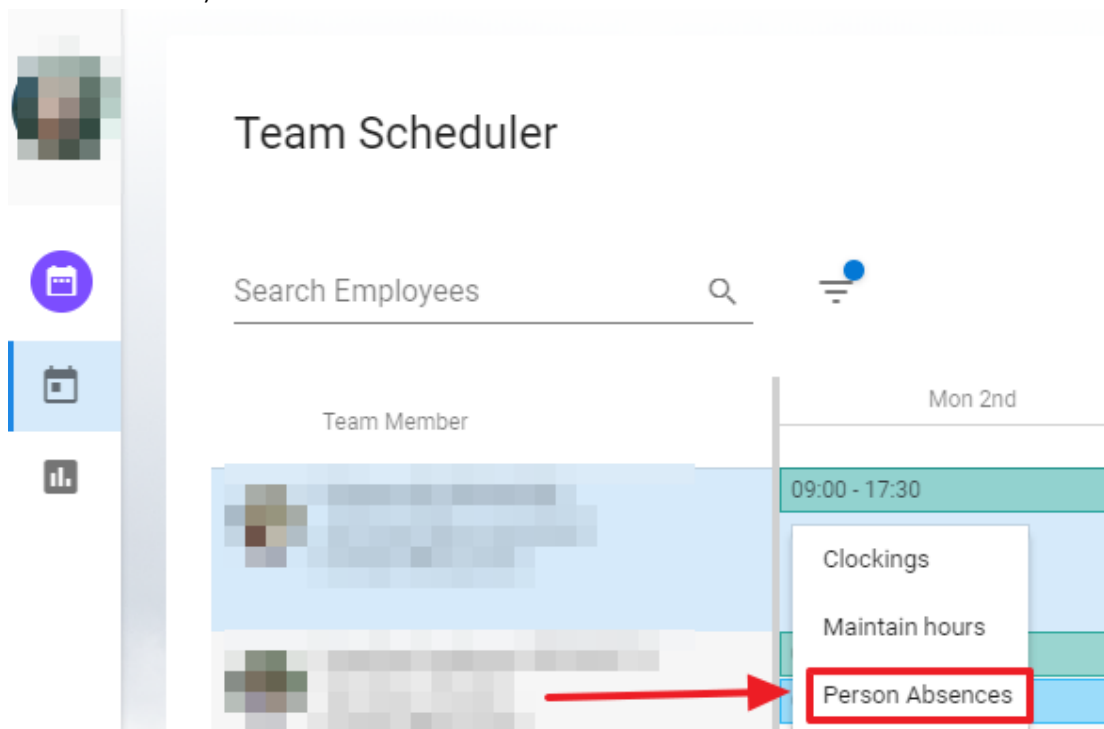 Team Scheduler
Search Employees
Mon 2nd
Team Member
09:00 - 17:30
Clockings
Maintain hours
Person Absences